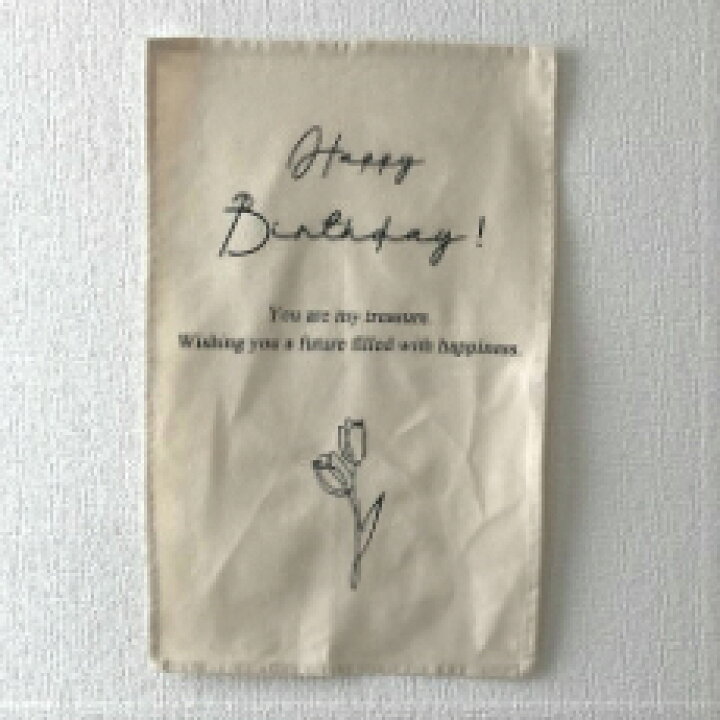 Happy
Birthday!
You are my treasure.
Wishing you a future filled with happiness.